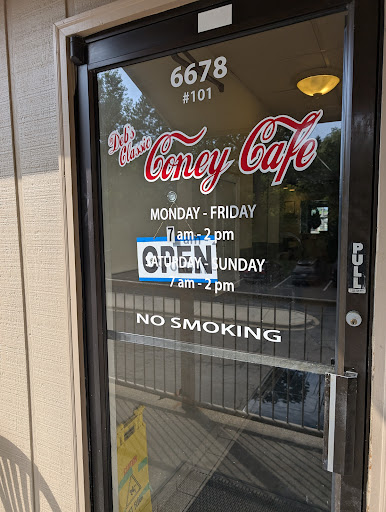 6678
#101
Deb's
Classic
Coney Cafe
MONDAY - FRIDAY
7 am - 2 pm
OPEN
SATURDAY - SUNDAY
7 am - 2 pm
PULL
NO SMOKING